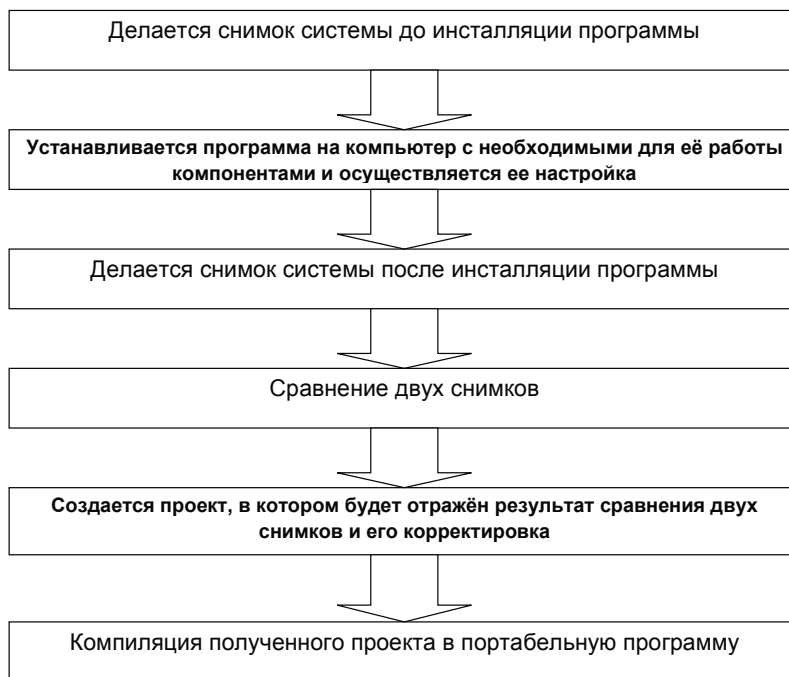 Делается снимок системы до инсталляции программы
Устанавливается программа на компьютер с необходимыми для её работы
компонентами и осуществляется ее настройка
Делается снимок системы после инсталляции программы
Сравнение двух снимков
Создается проект, в котором будет отражён результат сравнения двух
снимков и его корректировка
Компиляция полученного проекта в портабельную программу